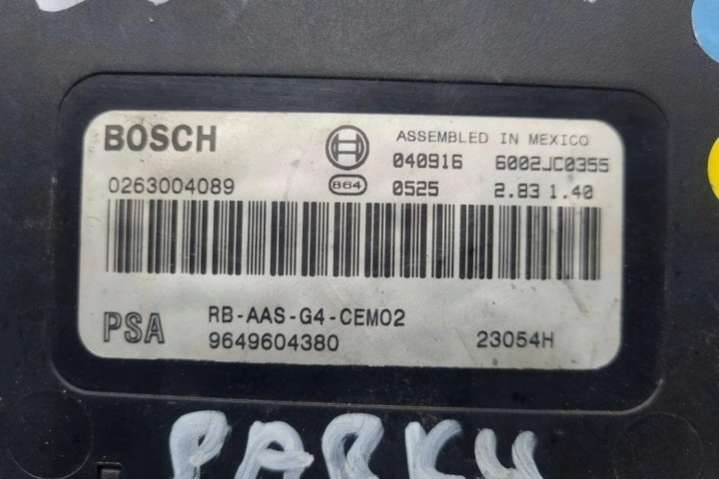 BOSCH
ASSEMBLED IN MEXICO
040916 6002JC0355
0263004089
864
0525 2.83 1.40
PSA
RB-AAS-G4-CEM02
9649604380
23054H
PARKU